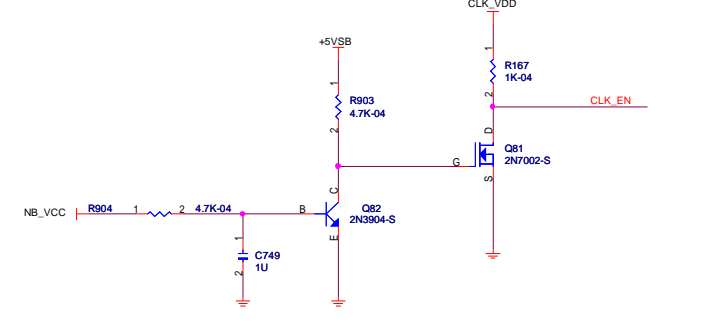 CLK_VDD
+5VSB
1
R167
1K-04
2
CLK_EN
1
R903
4.7K-04
2
D
Q81
2N7002-S
G
S
C
NB_VCC
R904
1
2
4.7K-04
B
Q82
2N3904-S
E
1
C749
1U
2